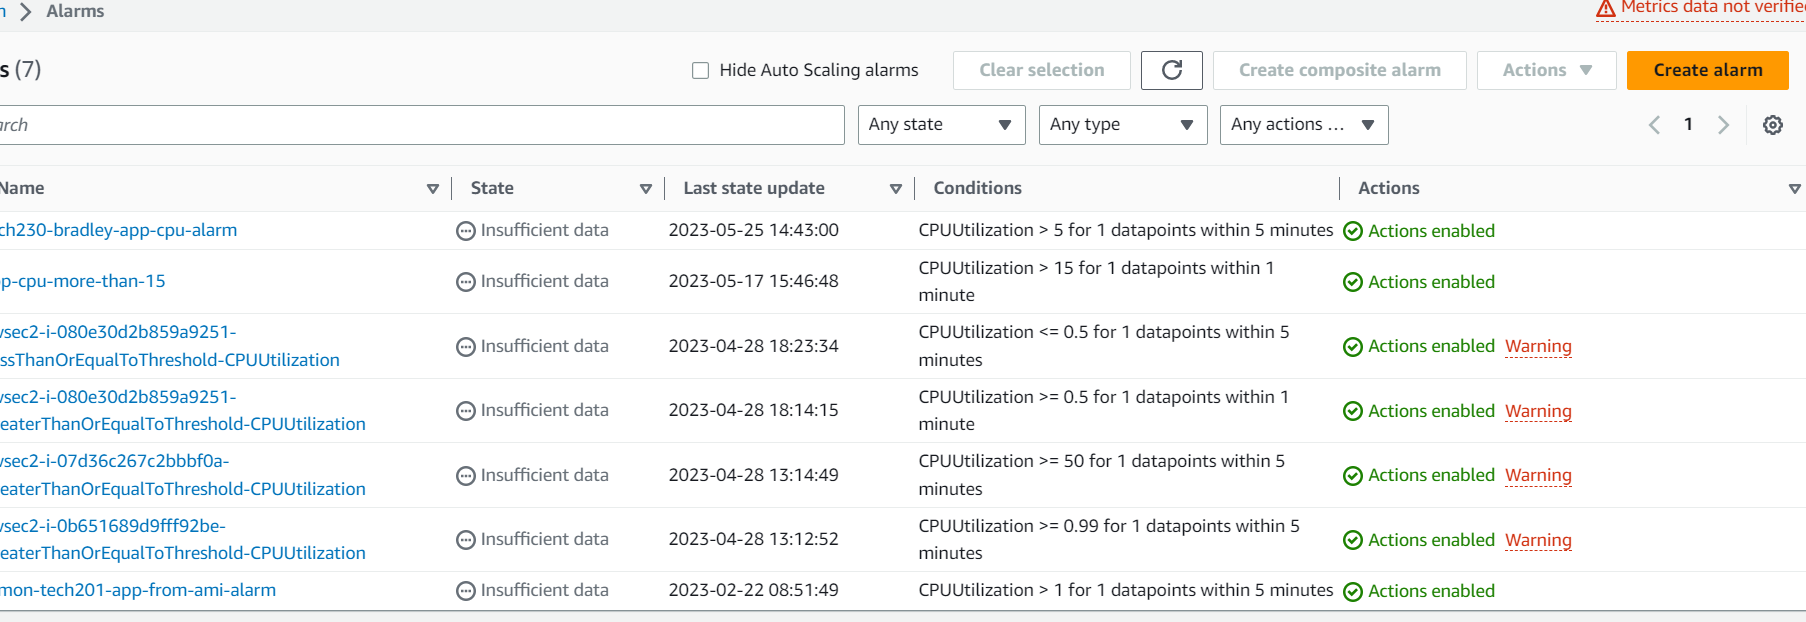 Alarms
Metrics data not verifie
s (7)
Hide Auto Scaling alarms
Clear selection
Create composite alarm
Actions
Create alarm
arch
Any state
Any type
Any actions ...
1
Name
State
Last state update
Conditions
Actions
ch230-bradley-app-cpu-alarm
Insufficient data
2023-05-25 14:43:00
CPUUtilization > 5 for 1 datapoints within 5 minutes
Actions enabled
p-cpu-more-than-15
Insufficient data
2023-05-17 15:46:48
CPUUtilization > 15 for 1 datapoints within 1
minute
Actions enabled
vsec2-i-080e30d2b859a9251-
ssThanOrEqualToThreshold-CPUUtilization
Insufficient data
2023-04-28 18:23:34
CPUUtilization <= 0.5 for 1 datapoints within 5
minutes
Actions enabled Warning
vsec2-i-080e30d2b859a9251-
eaterThanOrEqualToThreshold-CPUUtilization
Insufficient data
2023-04-28 18:14:15
CPUUtilization >= 0.5 for 1 datapoints within 1
minute
Actions enabled Warning
vsec2-i-07d36c267c2bbbf0a-
eaterThanOrEqualToThreshold-CPUUtilization
Insufficient data
2023-04-28 13:14:49
CPUUtilization >= 50 for 1 datapoints within 5
minutes
Actions enabled Warning
vsec2-i-0b651689d9fff92be-
eaterThanOrEqualToThreshold-CPUUtilization
Insufficient data
2023-04-28 13:12:52
CPUUtilization >= 0.99 for 1 datapoints within 5
minutes
Actions enabled Warning
mon-tech201-app-from-ami-alarm
Insufficient data
2023-02-22 08:51:49
CPUUtilization > 1 for 1 datapoints within 5 minutes
Actions enabled